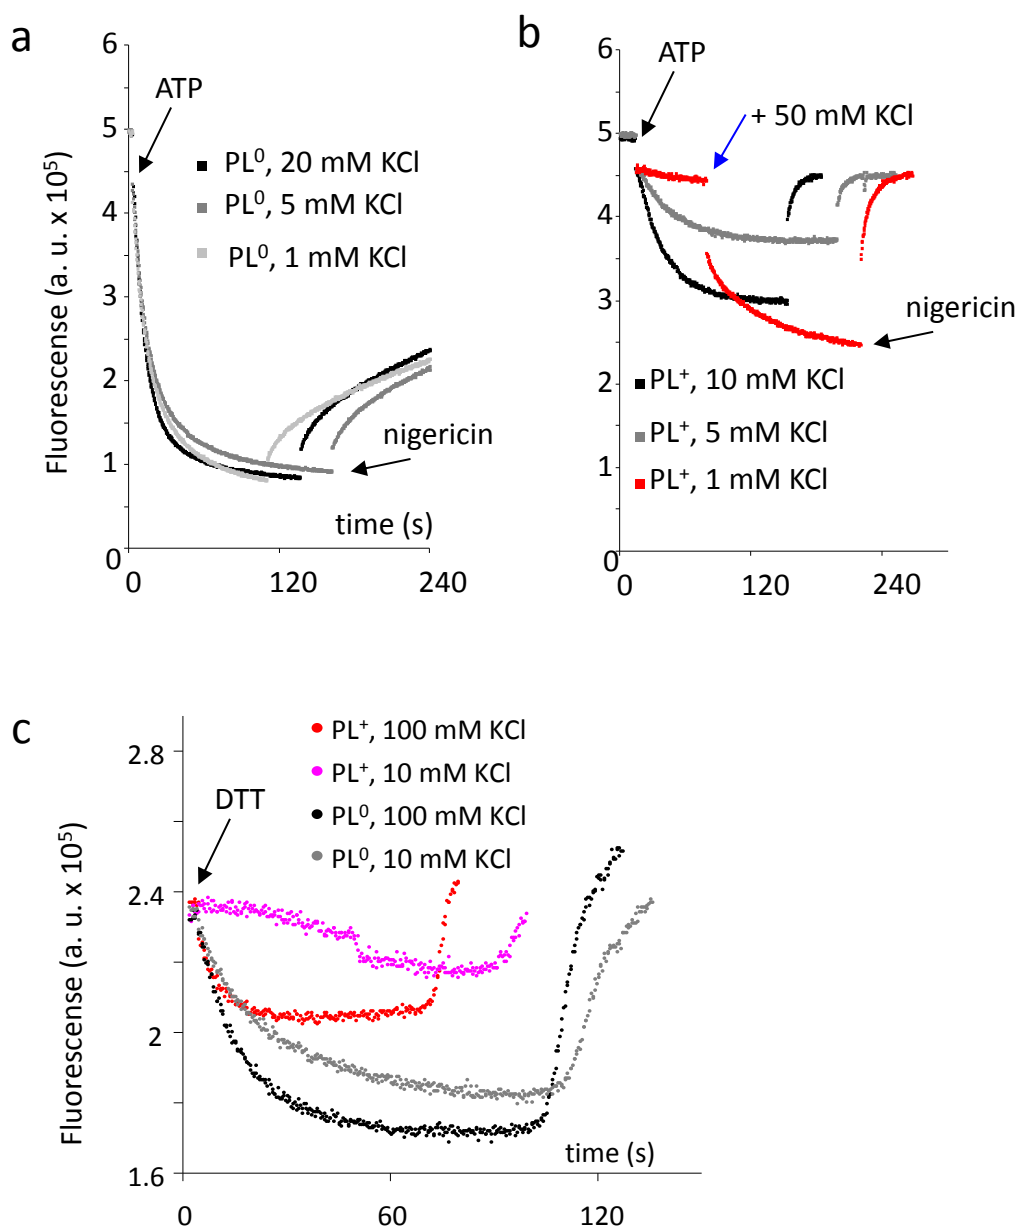 a
6
5
4
3
2
1
0
Fluorescense (a. u. x 10⁵)
ATP
PL⁰, 20 mM KCl
PL⁰, 5 mM KCl
PL⁰, 1 mM KCl
nigericin
time (s)
0 120 240
b
6
5
4
3
2
1
0
ATP
+ 50 mM KCl
nigericin
PL⁺, 10 mM KCl
PL⁺, 5 mM KCl
PL⁺, 1 mM KCl
0 120 240
c
2.8
2.4
2
1.6
Fluorescense (a. u. x 10⁵)
DTT
PL⁺, 100 mM KCl
PL⁺, 10 mM KCl
PL⁰, 100 mM KCl
PL⁰, 10 mM KCl
time (s)
0 60 120